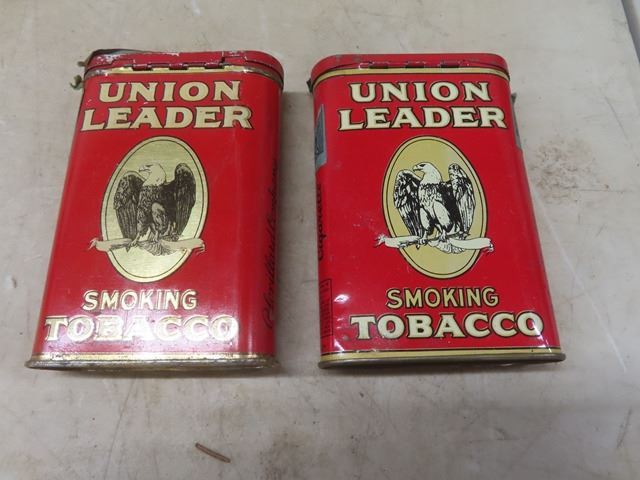 UNION
LEADER
SMOKING
TOBACCO
UNION
LEADER
SMOKING
TOBACCO